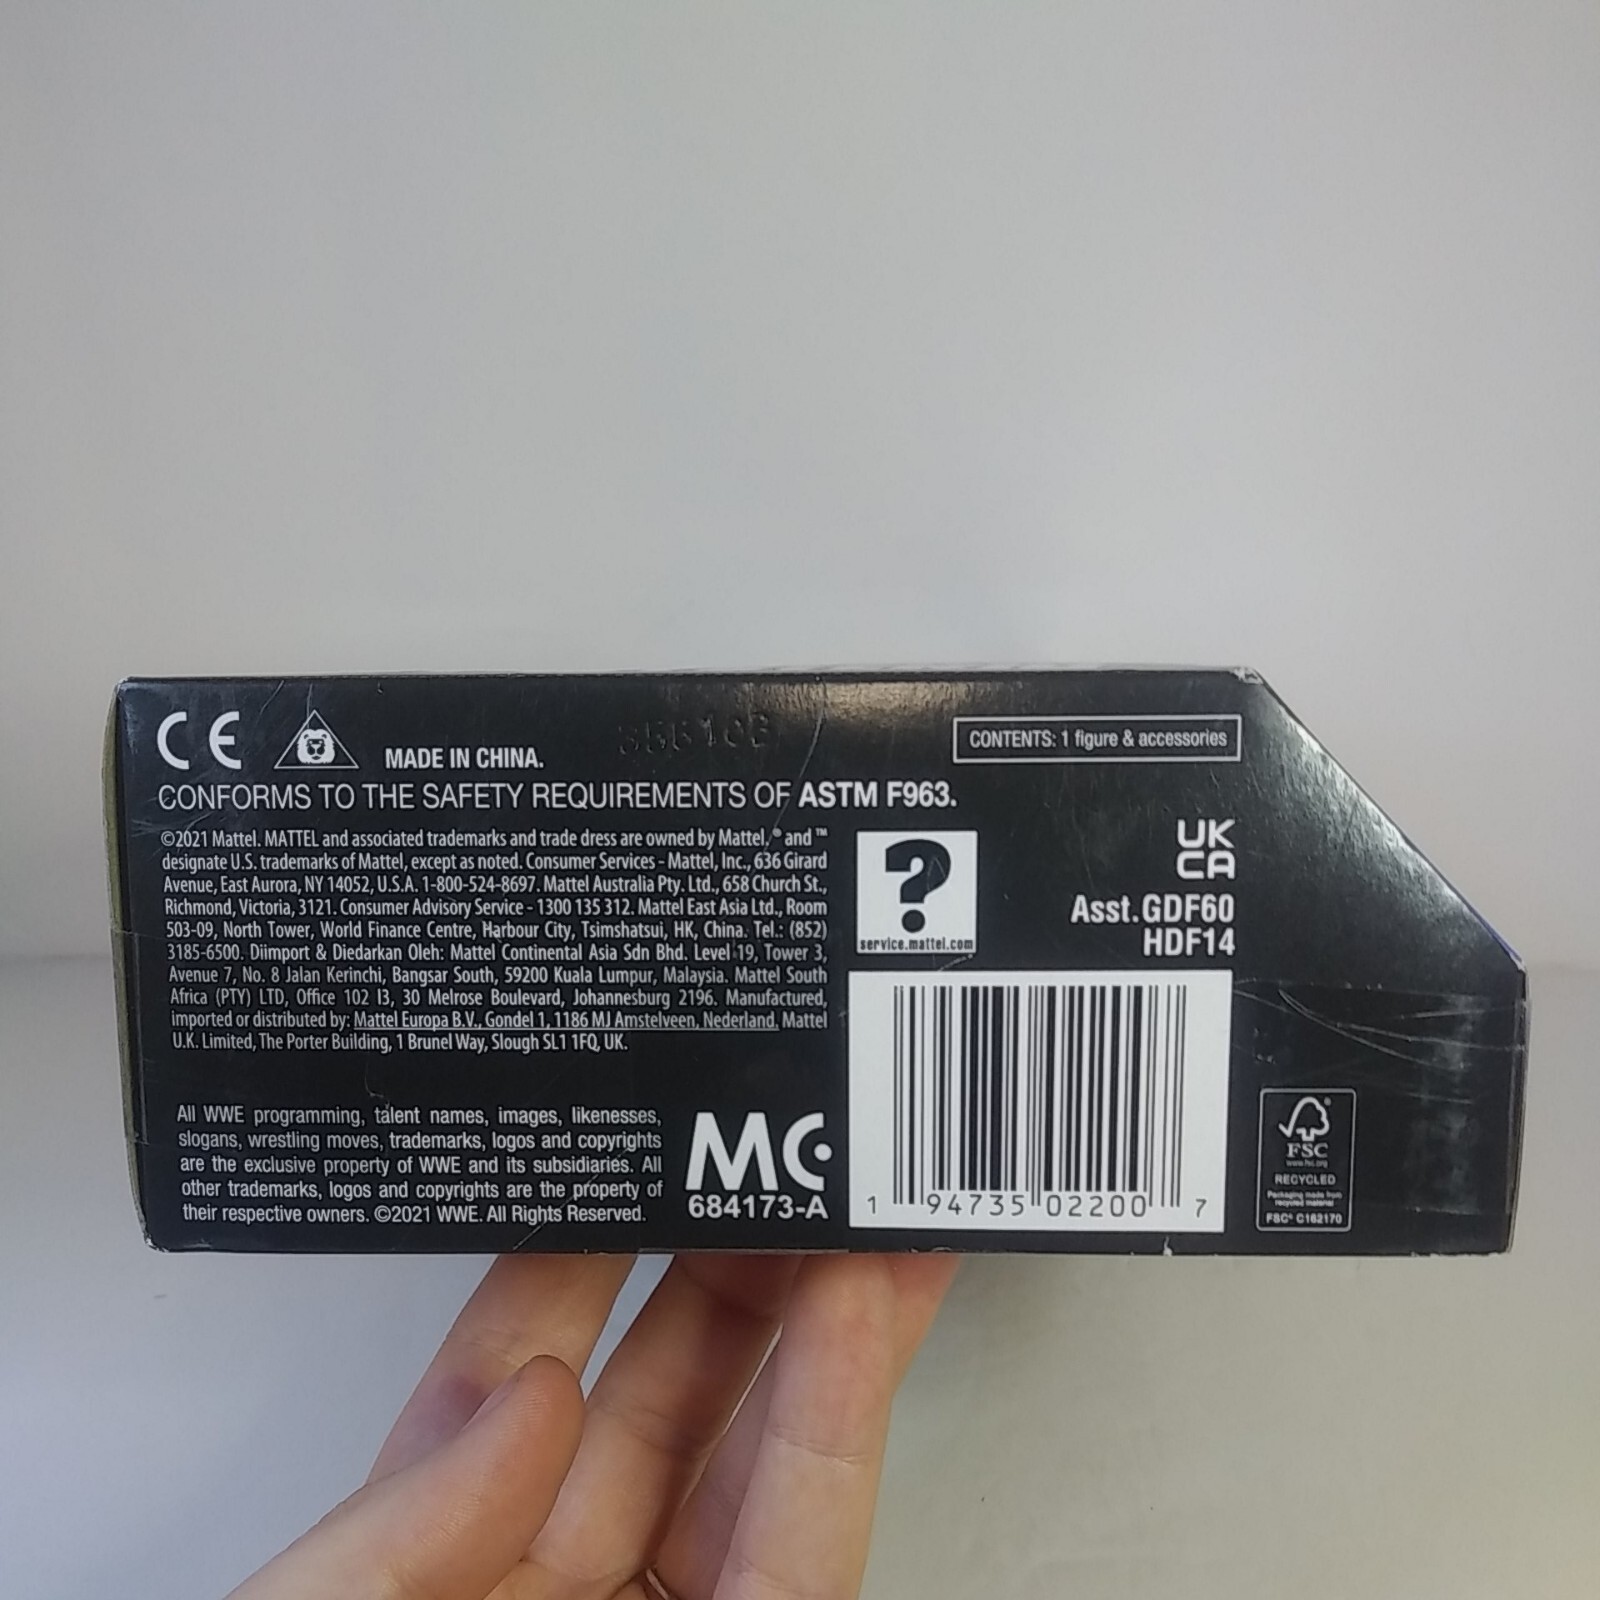 CE
MADE IN CHINA.
CONTENTS: 1 figure & accessories
CONFORMS TO THE SAFETY REQUIREMENTS OF ASTM F963.
©2021 Mattel. MATTEL and associated trademarks and trade dress are owned by Mattel. ® and ™
designate U.S. trademarks of Mattel, except as noted. Consumer Services - Mattel, Inc., 636 Girard
Avenue, East Aurora, NY 14052, U.S.A. 1-800-524-8697. Mattel Australia Pty. Ltd., 658 Church St.,
Richmond, Victoria, 3121. Consumer Advisory Service - 1300 135 312. Mattel East Asia Ltd., Room
503-09, North Tower, World Finance Centre, Harbour City, Tsimshatsui, HK, China. Tel.: (852)
3185-6500. Diimport & Diedarkan Oleh: Mattel Continental Asia Sdn Bhd. Level 19, Tower 3,
Avenue 7, No. 8 Jalan Kerinchi, Bangsar South, 59200 Kuala Lumpur, Malaysia. Mattel South
Africa (PTY) LTD, Office 102 I3, 30 Melrose Boulevard, Johannesburg 2196. Manufactured,
imported or distributed by: Mattel Europa B.V., Gondel 1, 1186 MJ Amstelveen, Nederland. Mattel
U.K. Limited, The Porter Building, 1 Brunel Way, Slough SL1 1FQ, UK.
?
service.mattel.com
UK
CA
Asst.GDF60
HDF14
All WWE programming, talent names, images, likenesses,
slogans, wrestling moves, trademarks, logos and copyrights
are the exclusive property of WWE and its subsidiaries. All
other trademarks, logos and copyrights are the property of
their respective owners. ©2021 WWE. All Rights Reserved.
MC
684173-A
1 94735 02200 7
FSC
www.fsc.org
RECYCLED
Packaging made from
recycled material
FSC® C162170